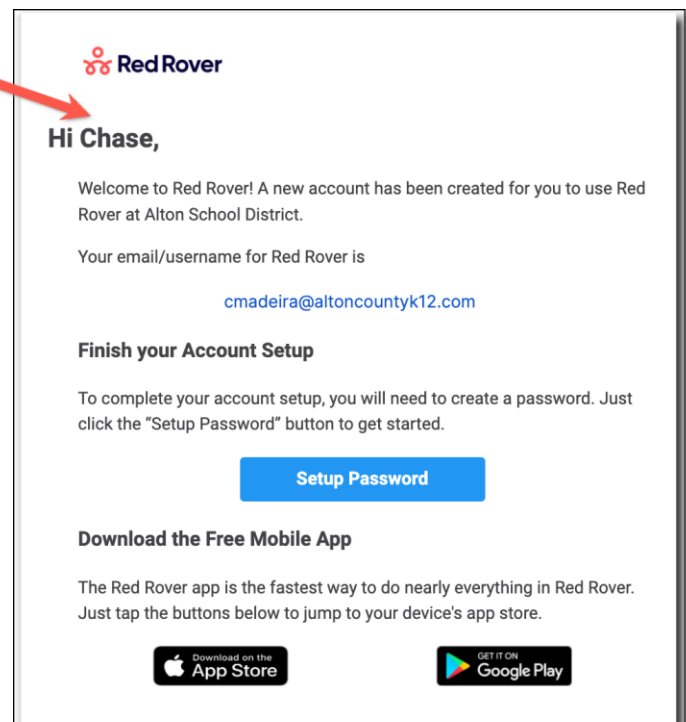 Red Rover
Hi Chase,
Welcome to Red Rover! A new account has been created for you to use Red
Rover at Alton School District.
Your email/username for Red Rover is
cmadeira@altoncountyk12.com
Finish your Account Setup
To complete your account setup, you will need to create a password. Just
click the “Setup Password” button to get started.
Setup Password
Download the Free Mobile App
The Red Rover app is the fastest way to do nearly everything in Red Rover.
Just tap the buttons below to jump to your device's app store.
Download on the
App Store
GET IT ON
Google Play